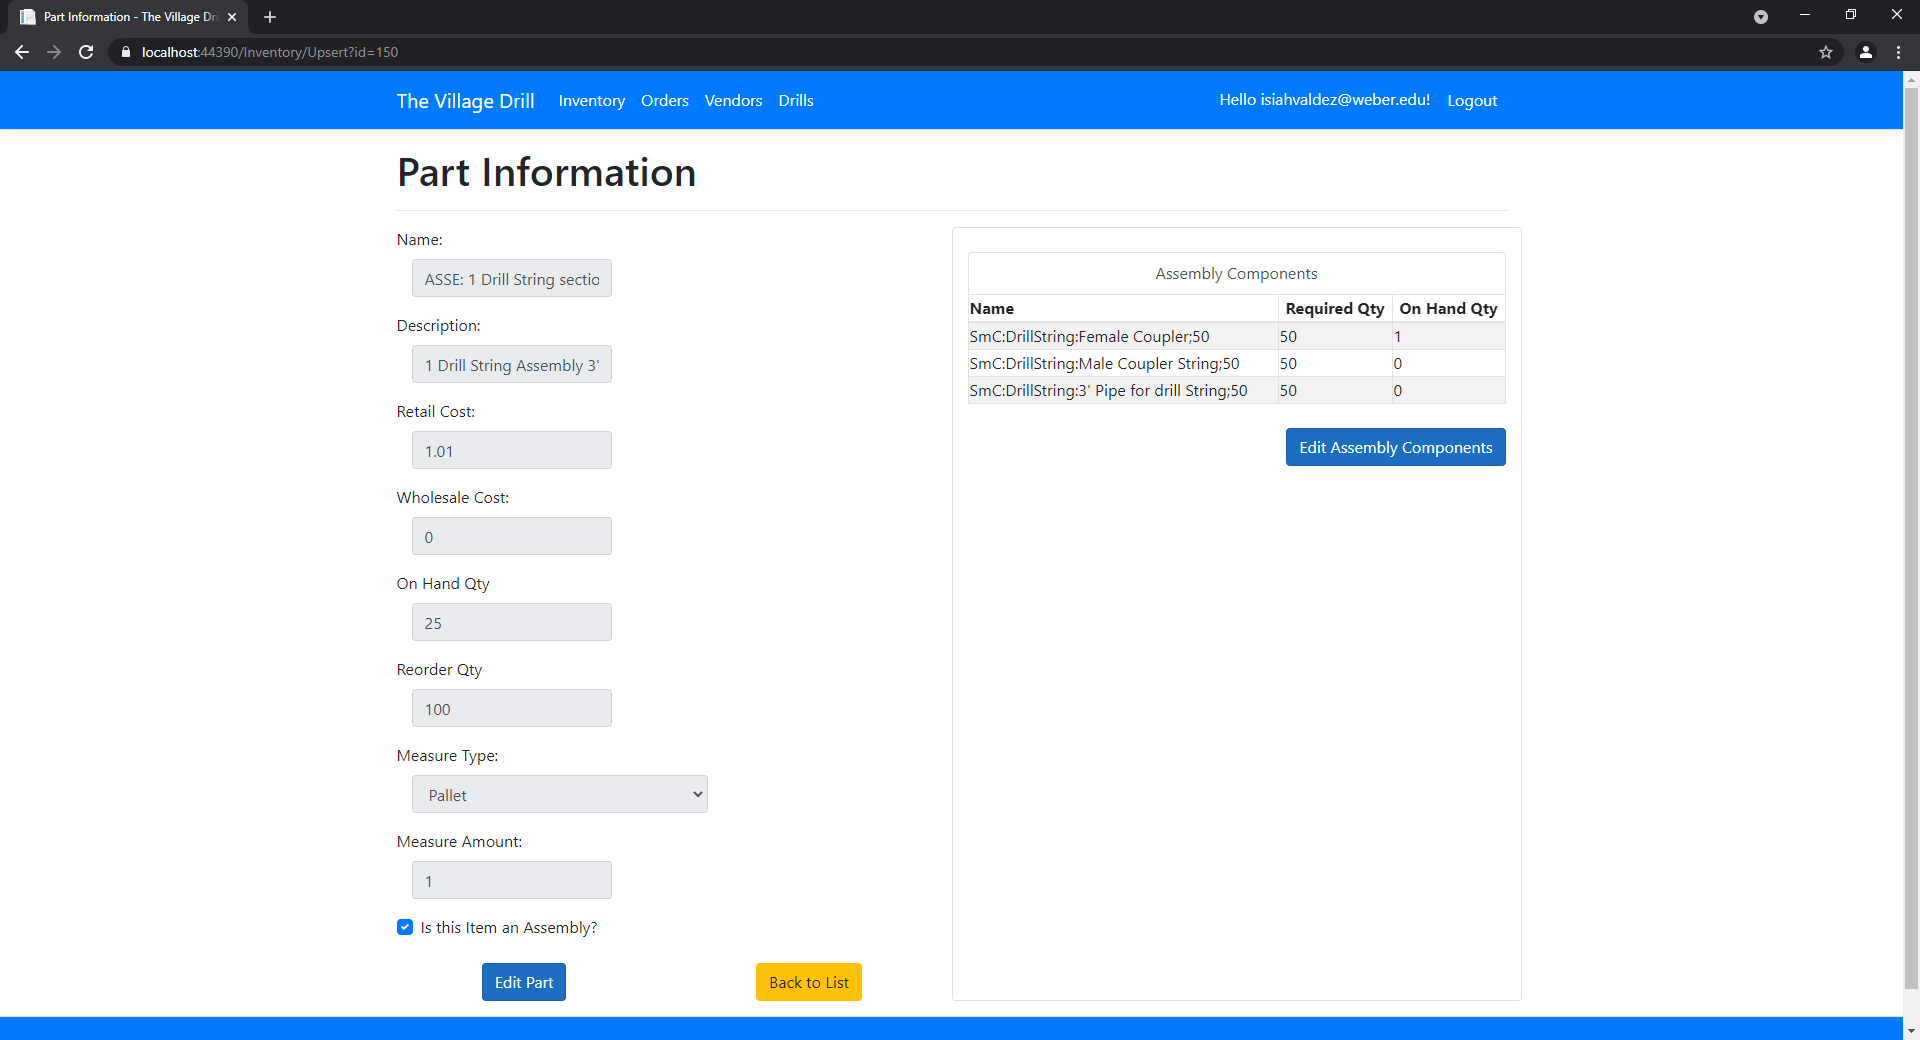 Part Information - The Village Dri
localhost:44390/Inventory/Upsert?id=150
The Village Drill Inventory Orders Vendors Drills Hello isiahvaldez@weber.edu! Logout
Part Information
Name:
ASSE: 1 Drill String sectio
Description:
1 Drill String Assembly 3'
Retail Cost:
1.01
Wholesale Cost:
0
On Hand Qty
25
Reorder Qty
100
Measure Type:
Pallet
Measure Amount:
1
Is this Item an Assembly?
Edit Part Back to List
Assembly Components
Name Required Qty On Hand Qty
SmC:DrillString:Female Coupler;50 50 1
SmC:DrillString:Male Coupler String;50 50 0
SmC:DrillString:3' Pipe for drill String;50 50 0
Edit Assembly Components